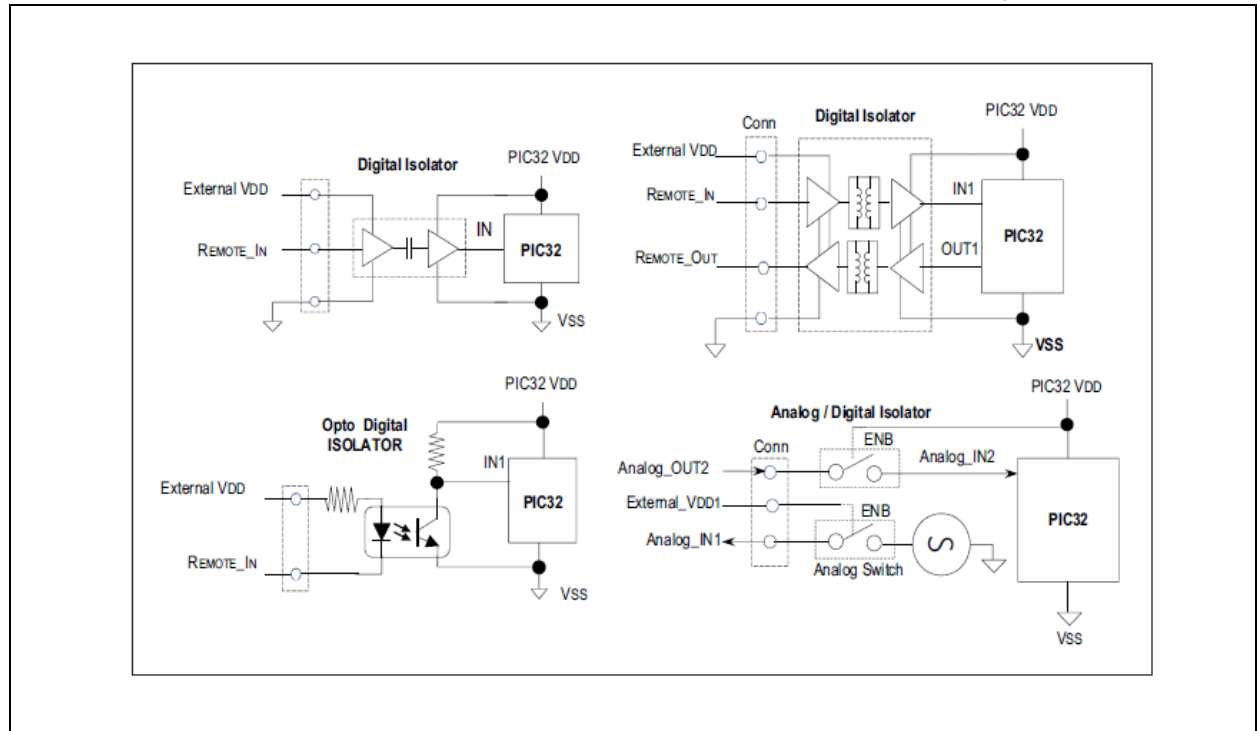 Digital Isolator
PIC32 VDD
External VDD
REMOTE_IN
IN
PIC32
VSS
Digital Isolator
PIC32 VDD
Conn
External VDD
REMOTE_IN
IN1
PIC32
REMOTE_OUT
OUT1
VSS
PIC32 VDD
Opto Digital
ISOLATOR
IN1
External VDD
PIC32
REMOTE_IN
VSS
PIC32 VDD
Analog / Digital Isolator
Conn
ENB
Analog_OUT2
Analog_IN2
External_VDD1
ENB
PIC32
Analog_IN1
S
Analog Switch
VSS